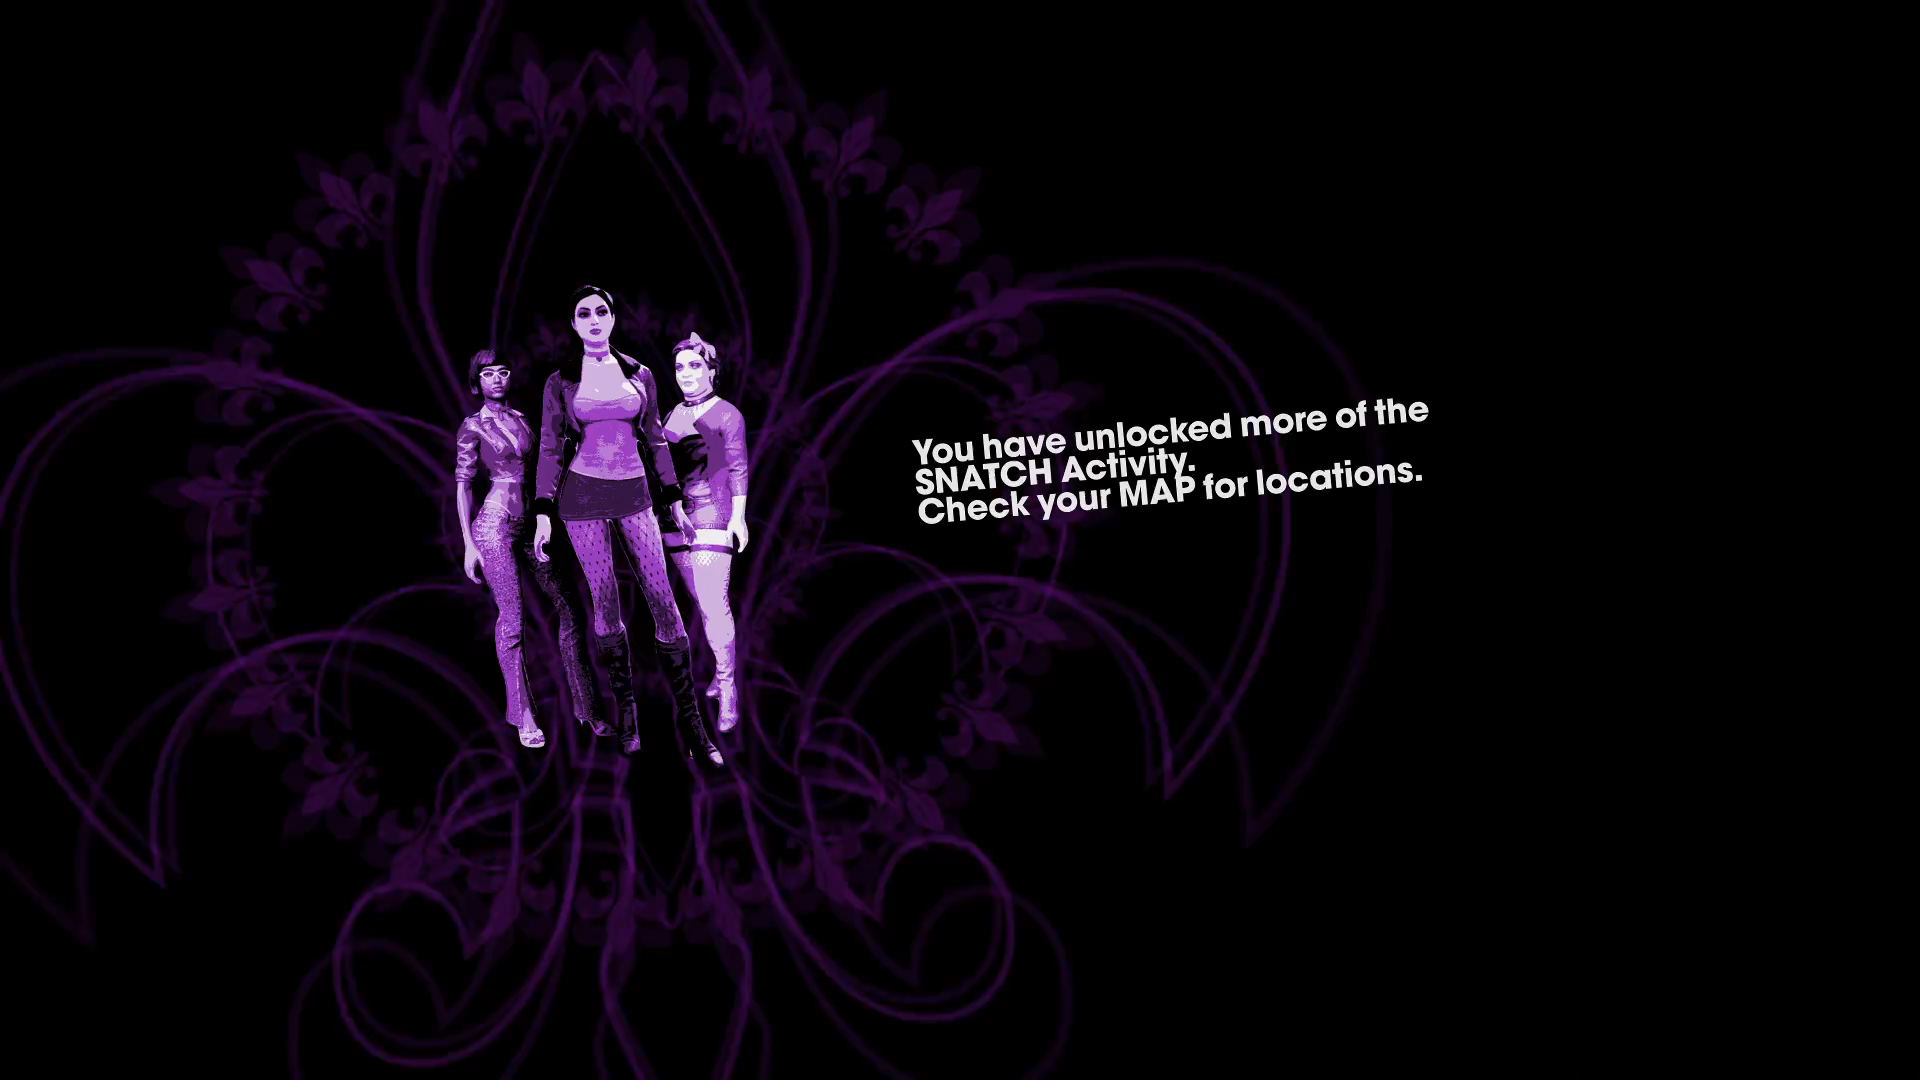 You have unlocked more of the
SNATCH Activity.
Check your MAP for locations.